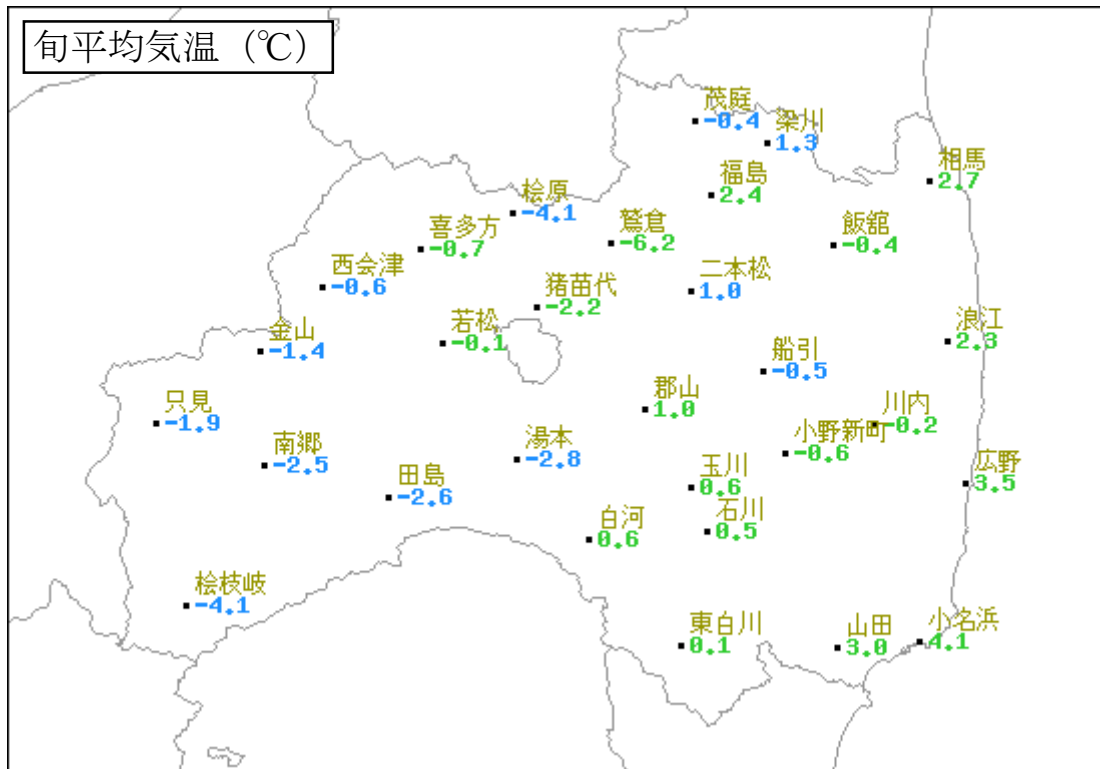 旬平均気温（℃）
茂庭
-0.4
梁川
1.3
相馬
2.7
福島
2.4
桧原
-4.1
鷲倉
-6.2
飯舘
-0.4
喜多方
-0.7
西会津
-0.6
二本松
1.0
猪苗代
-2.2
若松
-0.1
金山
-1.4
浪江
2.3
船引
-0.5
郡山
1.0
只見
-1.9
川内
-0.2
小野新町
-0.6
南郷
-2.5
湯本
-2.8
田島
-2.6
玉川
0.6
広野
3.5
石川
0.5
白河
0.6
桧枝岐
-4.1
東白川
0.1
山田
3.0
小名浜
4.1